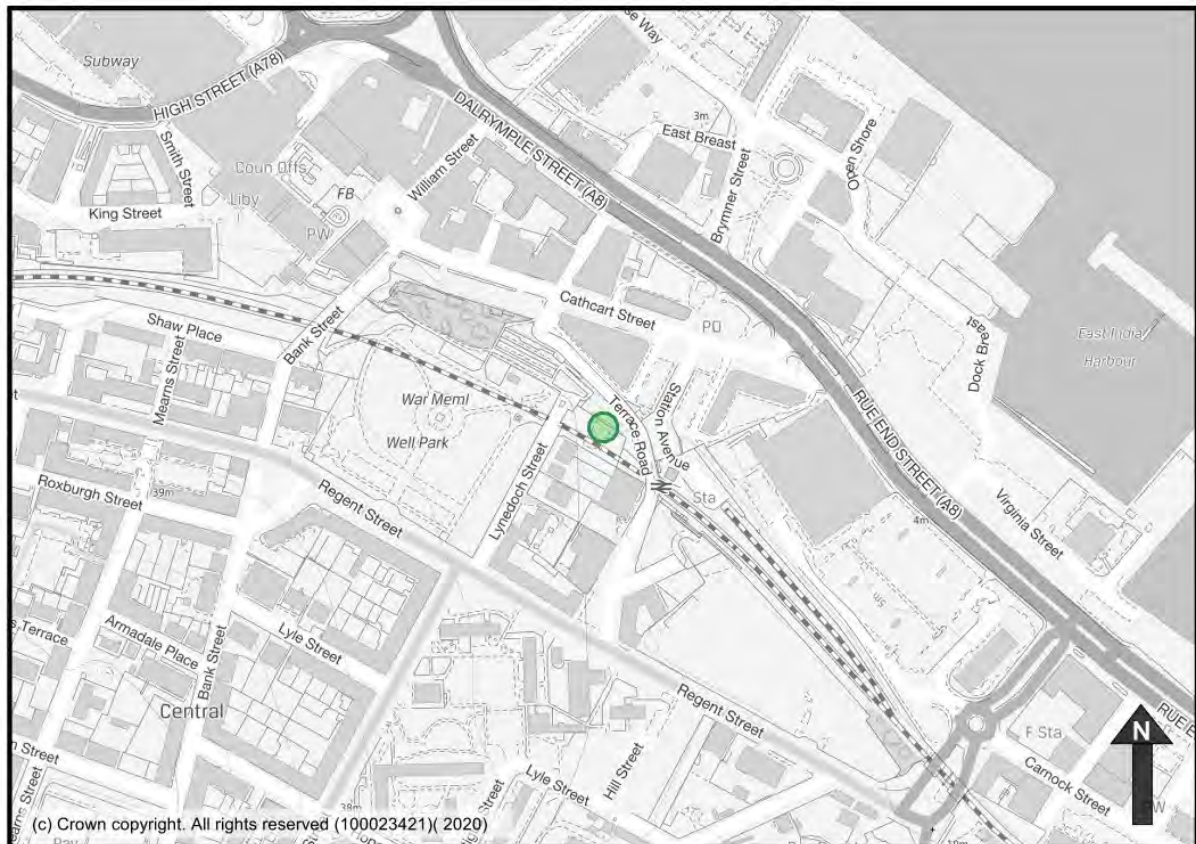 Subway
HIGH STREET (A78)
Smith Street
DALRYMPLE STREET (A8)
3m
East Breast
Open Shore
Brymner Street
William Street
Coun Offs
Liby
FB
PW
King Street
Cathcart Street
PO
Dock Breast
East India
Harbour
Shaw Place
Bank Street
Mearns Street
War Meml
Well Park
Terrace Road
Station Avenue
Sta
RUE END STREET (A8)
Virginia Street
4m
Lynedoch Street
Regent Street
Roxburgh Street
39m
Armadale Place
Lyle Street
Bank Street
Central
Regent Street
N
F Sta
Carnock Street
PW
Hill Street
Lyle Street
38m
(c) Crown copyright. All rights reserved (100023421)( 2020)